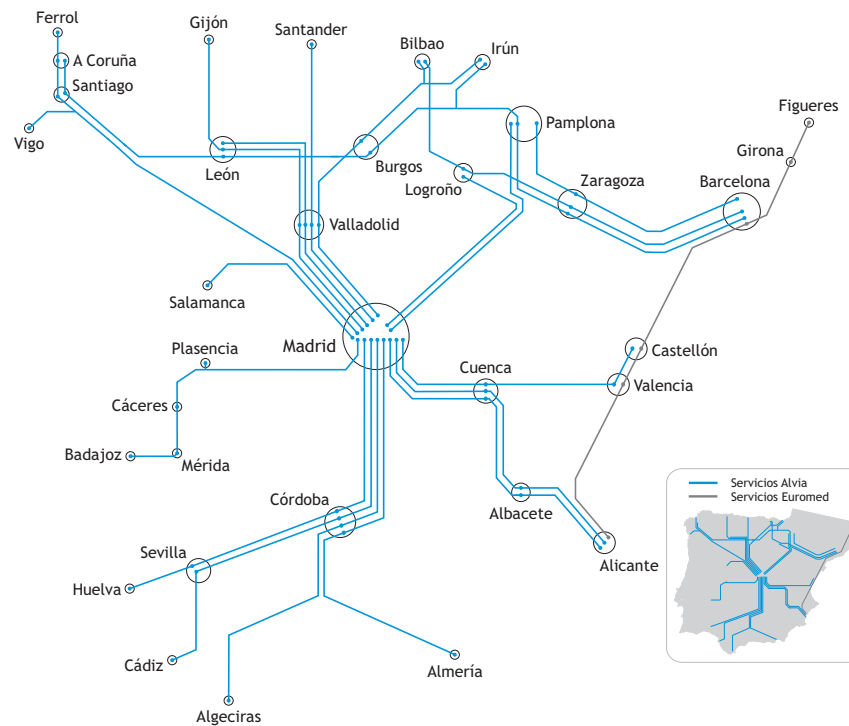 Ferrol
Gijón
Santander
Bilbao
Irún
A Coruña
Santiago
Vigo
León
Burgos
Pamplona
Figueres
Girona
Logroño
Zaragoza
Barcelona
Valladolid
Salamanca
Madrid
Plasencia
Cuenca
Castellón
Valencia
Cáceres
Badajoz
Mérida
Servicios Alvia
Servicios Euromed
Córdoba
Albacete
Alicante
Sevilla
Huelva
Cádiz
Almería
Algeciras